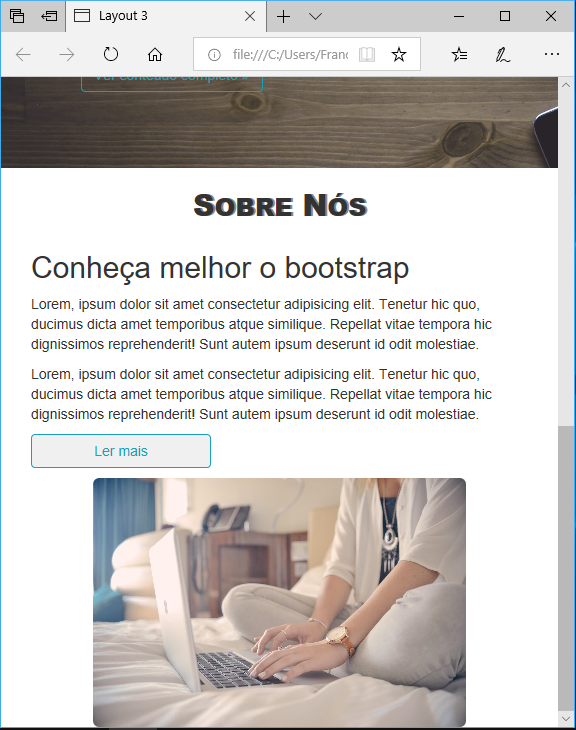 Layout 3
file:///C:/Users/Franc
Ver conteúdo completo »
Sobre Nós
Conheça melhor o bootstrap
Lorem, ipsum dolor sit amet consectetur adipisicing elit. Tenetur hic quo,
ducimus dicta amet temporibus atque similique. Repellat vitae tempora hic
dignissimos reprehenderit! Sunt autem ipsum deserunt id odit molestiae.
Lorem, ipsum dolor sit amet consectetur adipisicing elit. Tenetur hic quo,
ducimus dicta amet temporibus atque similique. Repellat vitae tempora hic
dignissimos reprehenderit! Sunt autem ipsum deserunt id odit molestiae.
Ler mais